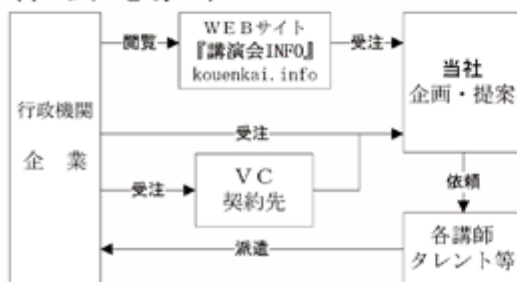 WEBサイト
『講演会INFO』
kouenkai.info
閲覧
受注
当社
企画・提案
行政機関
企 業
受注
受注
VC
契約先
依頼
派遣
各講師
タレント等